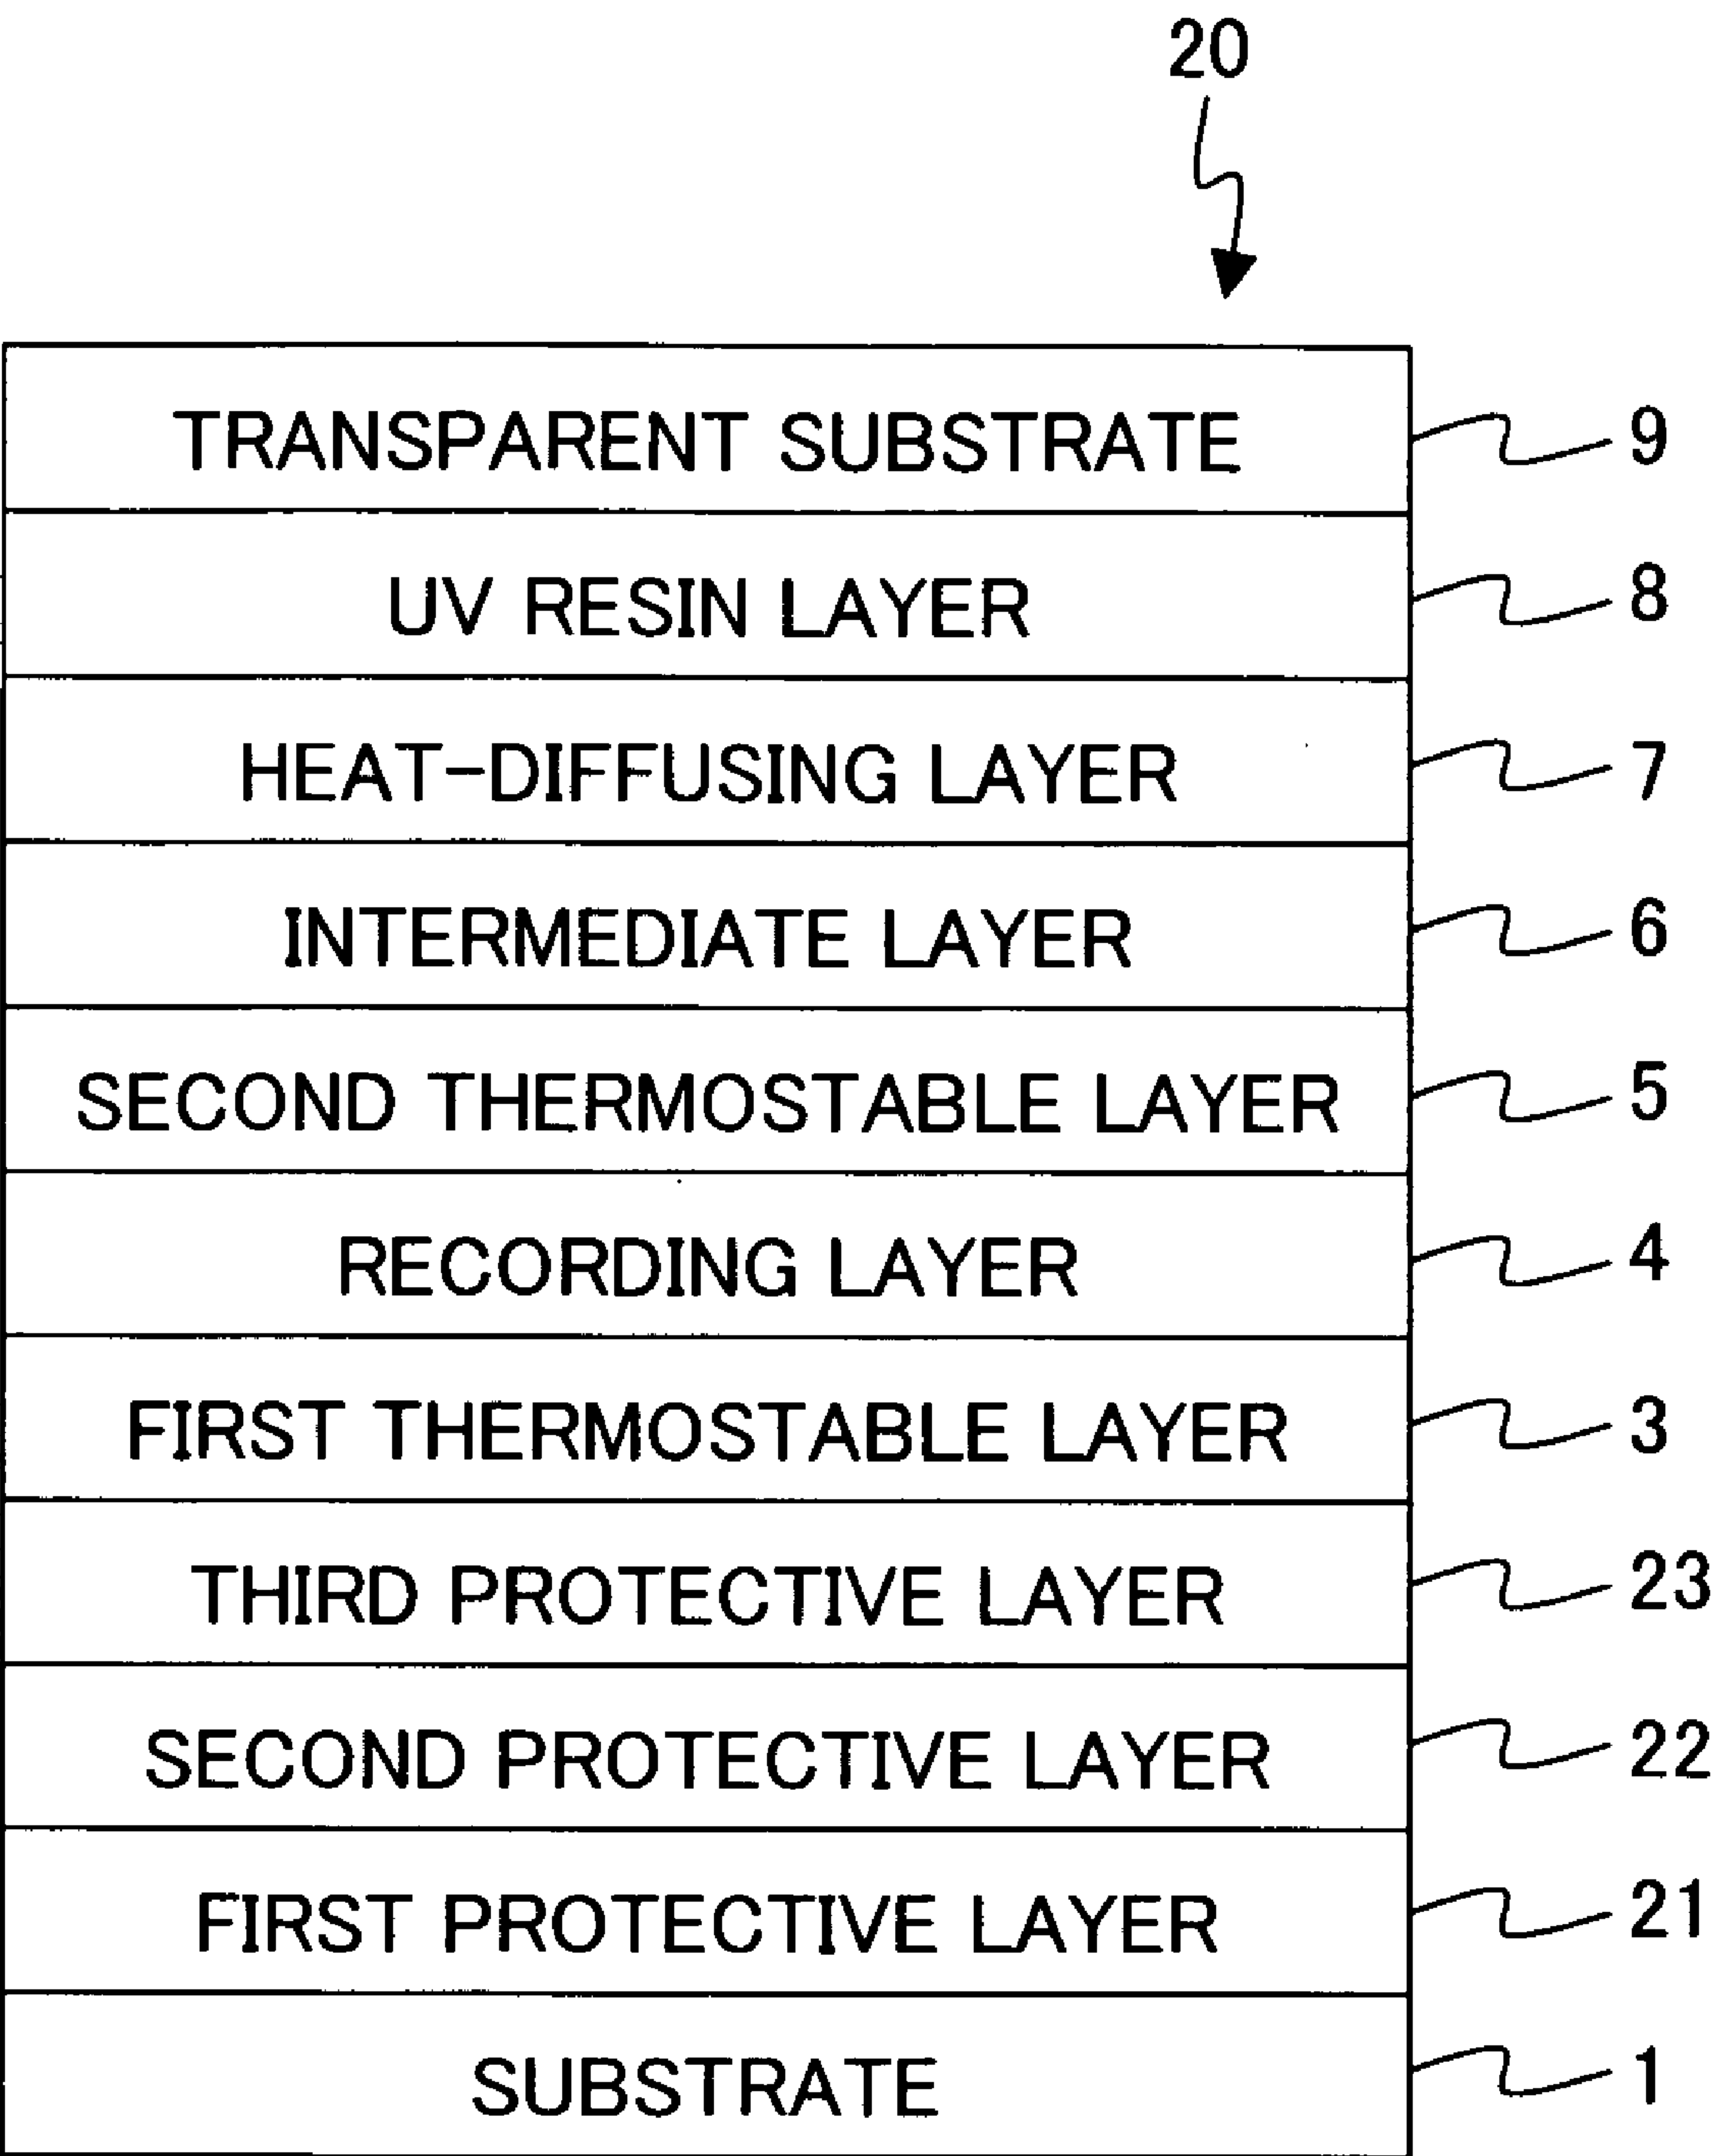 20
TRANSPARENT SUBSTRATE 9
UV RESIN LAYER 8
HEAT-DIFFUSING LAYER 7
INTERMEDIATE LAYER 6
SECOND THERMOSTABLE LAYER 5
RECORDING LAYER 4
FIRST THERMOSTABLE LAYER 3
THIRD PROTECTIVE LAYER 23
SECOND PROTECTIVE LAYER 22
FIRST PROTECTIVE LAYER 21
SUBSTRATE 1